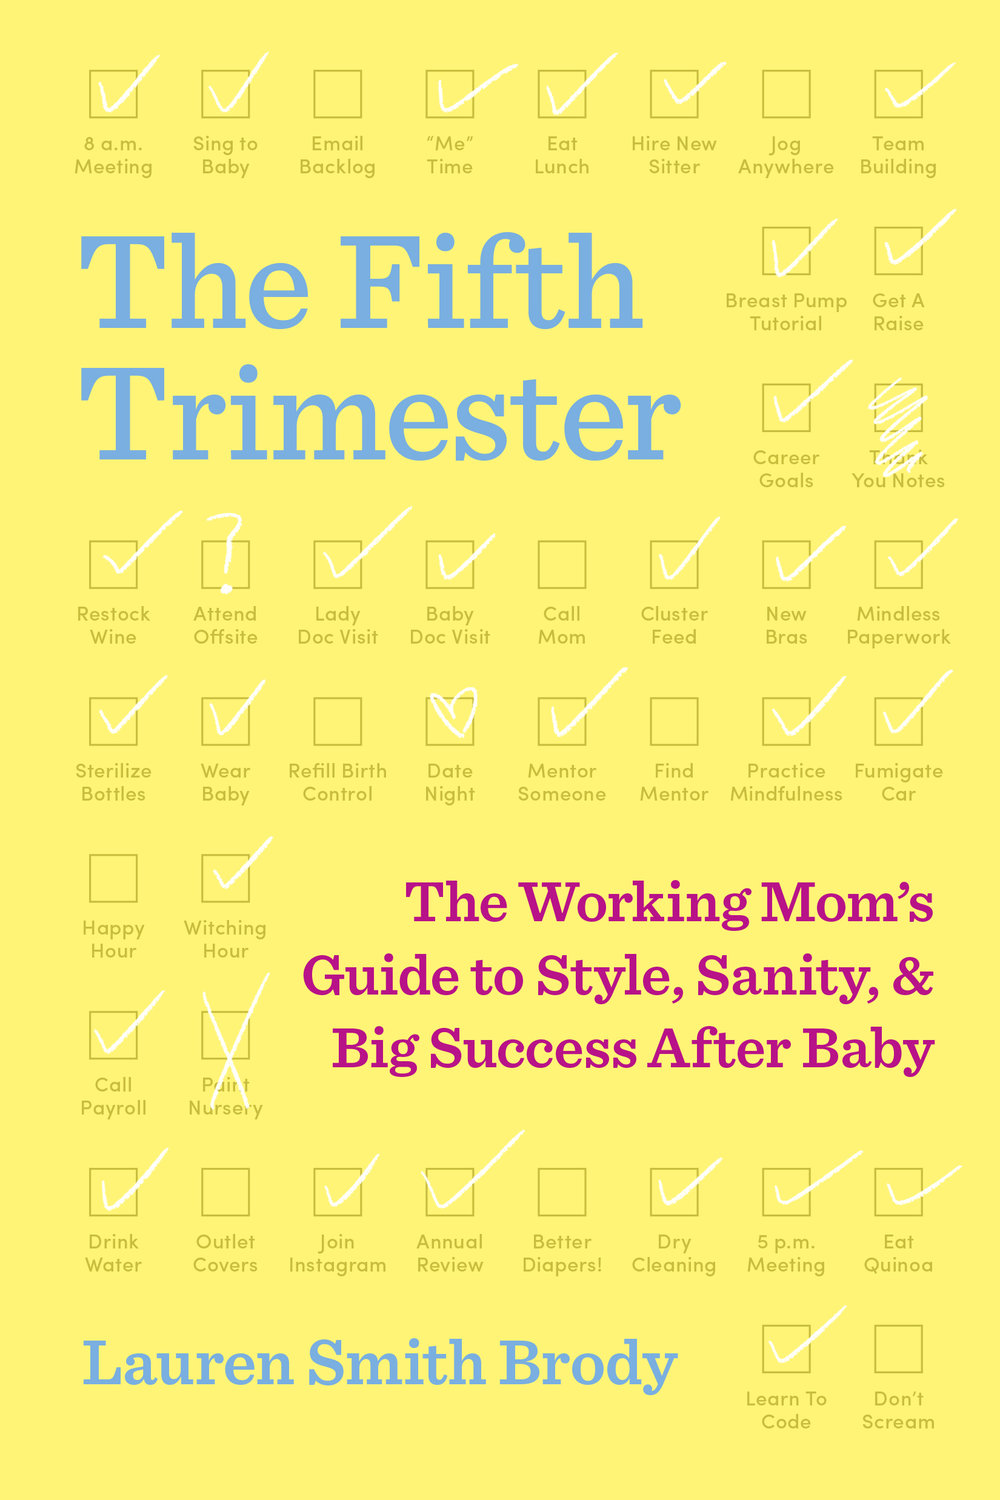 8 a.m. Sing to Email “Me” Eat Hire New Jog Team
Meeting Baby Backlog Time Lunch Sitter Anywhere Building
The Fifth
Breast Pump Get A
Tutorial Raise
Trimester
Career Thank
Goals You Notes
?
Restock Attend Lady Baby Call Cluster New Mindless
Wine Offsite Doc Visit Doc Visit Mom Feed Bras Paperwork
Sterilize Wear Refill Birth Date Mentor Find Practice Fumigate
Bottles Baby Control Night Someone Mentor Mindfulness Car
Happy Witching
Hour Hour
The Working Mom’s
Guide to Style, Sanity, &
Big Success After Baby
Call Paint
Payroll Nursery
Drink Outlet Join Annual Better Dry 5 p.m. Eat
Water Covers Instagram Review Diapers! Cleaning Meeting Quinoa
Lauren Smith Brody
Learn To Don’t
Code Scream